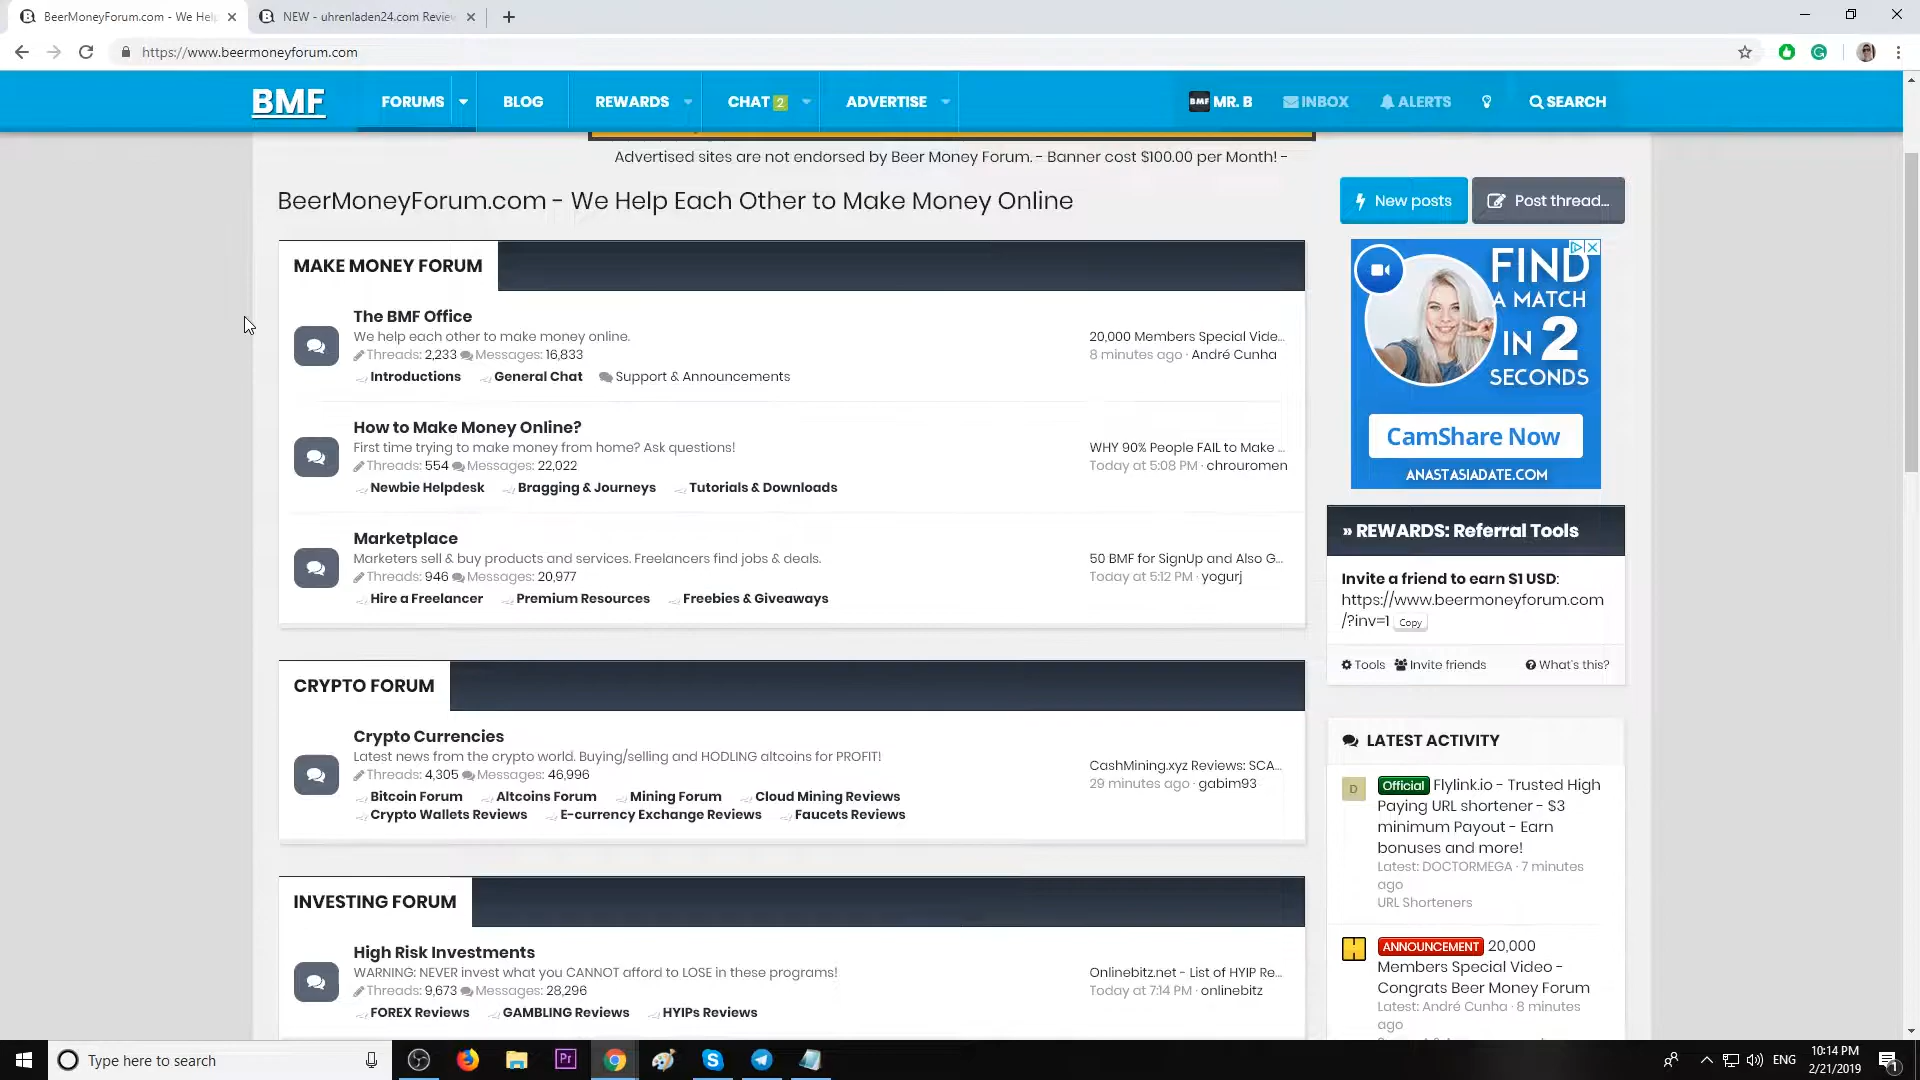 BeerMoneyForum.com - We Hel
NEW - uhrenladen24.com Review
https://www.beermoneyforum.com
BMF
FORUMS
BLOG
REWARDS
CHAT 2
ADVERTISE
BMF MR. B
INBOX
ALERTS
SEARCH
Advertised sites are not endorsed by Beer Money Forum. - Banner cost $100.00 per Month! -
BeerMoneyForum.com - We Help Each Other to Make Money Online
New posts
Post thread...
MAKE MONEY FORUM
The BMF Office
We help each other to make money online.
Threads: 2,233 Messages: 16,833
Introductions General Chat Support & Announcements
20,000 Members Special Vide...
8 minutes ago · André Cunha
How to Make Money Online?
First time trying to make money from home? Ask questions!
Threads: 554 Messages: 22,022
Newbie Helpdesk Bragging & Journeys Tutorials & Downloads
WHY 90% People FAIL to Make ...
Today at 5:08 PM · chrouromen
Marketplace
Marketers sell & buy products and services. Freelancers find jobs & deals.
Threads: 946 Messages: 20,977
Hire a Freelancer Premium Resources Freebies & Giveaways
50 BMF for SignUp and Also G...
Today at 5:12 PM · yogurj
CRYPTO FORUM
Crypto Currencies
Latest news from the crypto world. Buying/selling and HODLING altcoins for PROFIT!
Threads: 4,305 Messages: 46,996
Bitcoin Forum Altcoins Forum Mining Forum Cloud Mining Reviews
Crypto Wallets Reviews E-currency Exchange Reviews Faucets Reviews
CashMining.xyz Reviews: SCA...
29 minutes ago · gabim93
INVESTING FORUM
High Risk Investments
WARNING: NEVER invest what you CANNOT afford to LOSE in these programs!
Threads: 9,673 Messages: 28,296
FOREX Reviews GAMBLING Reviews HYIPs Reviews
Onlinebitz.net - List of HYIP Re...
Today at 7:14 PM · onlinebitz
FIND
A MATCH
IN 2
SECONDS
CamShare Now
ANASTASIADATE.COM
» REWARDS: Referral Tools
Invite a friend to earn $1 USD:
https://www.beermoneyforum.com
/?inv=1 Copy
Tools Invite friends What's this?
LATEST ACTIVITY
D
Official Flylink.io - Trusted High
Paying URL shortener - $3
minimum Payout - Earn
bonuses and more!
Latest: DOCTORMEGA · 7 minutes
ago
URL Shorteners
ANNOUNCEMENT 20,000
Members Special Video -
Congrats Beer Money Forum
Latest: André Cunha · 8 minutes
ago
Type here to search
Pr
ENG
10:14 PM
2/21/2019
1